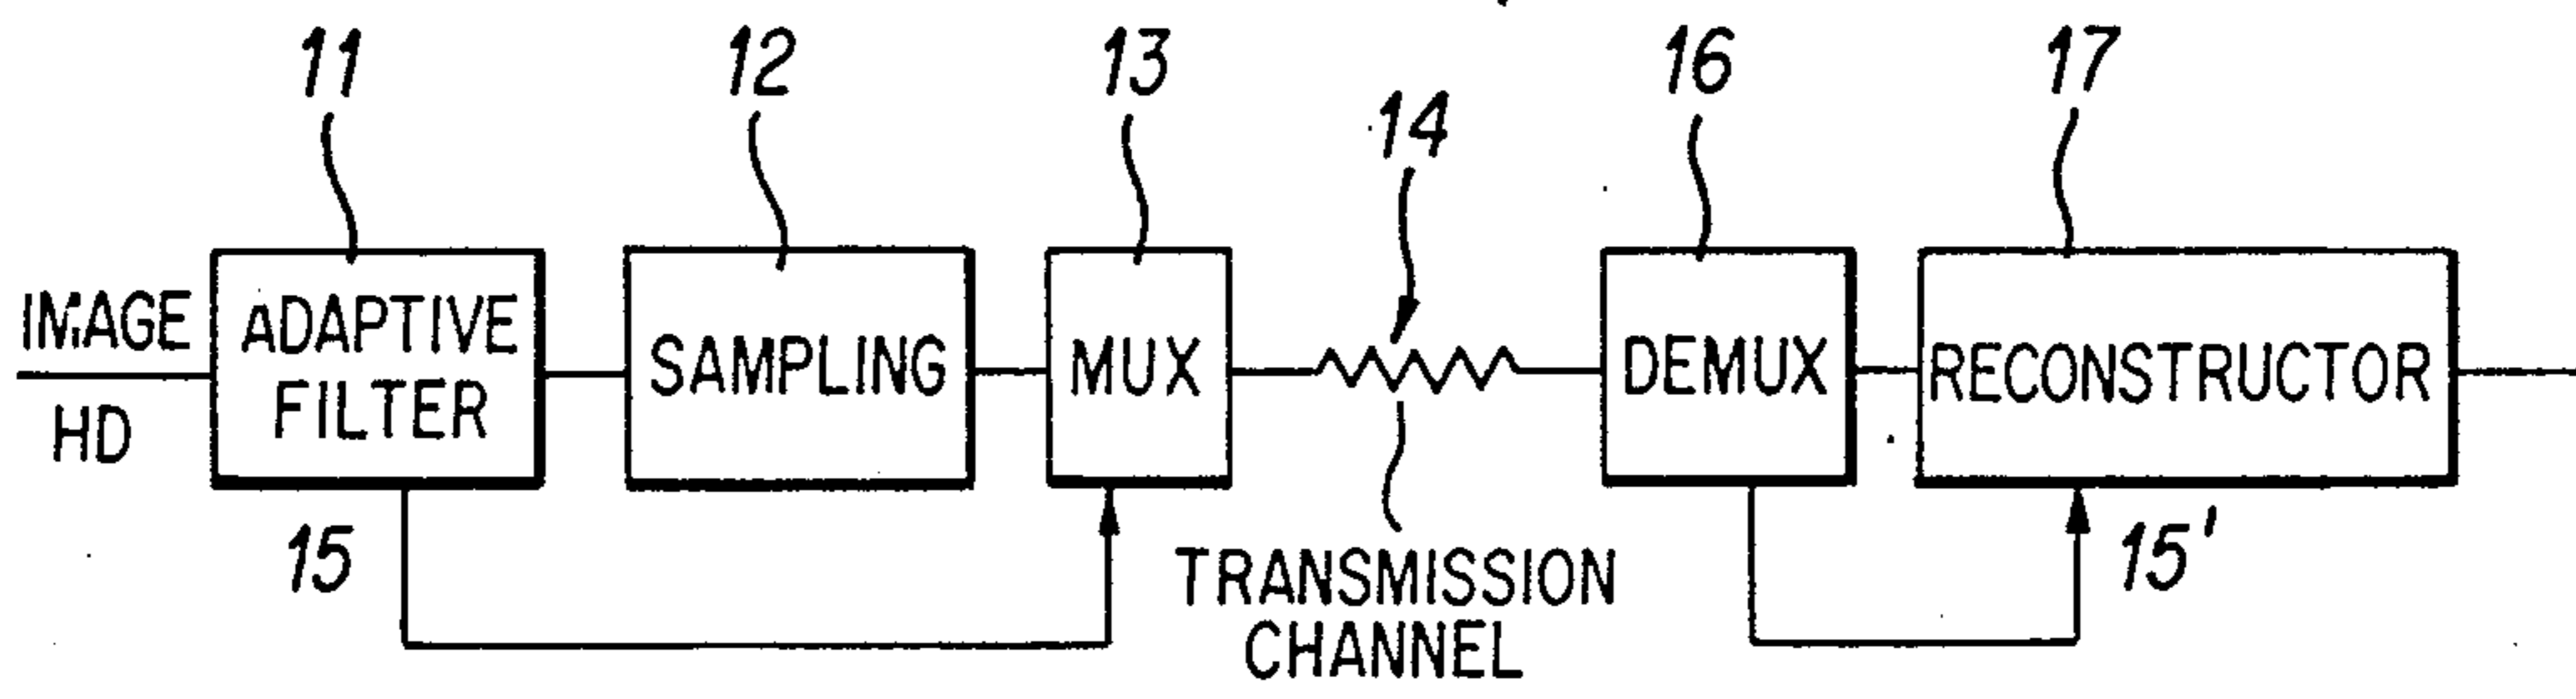 11
12
13
14
16
17
IMAGE
HD
ADAPTIVE
FILTER
SAMPLING
MUX
DEMUX
RECONSTRUCTOR
15
15'
TRANSMISSION
CHANNEL